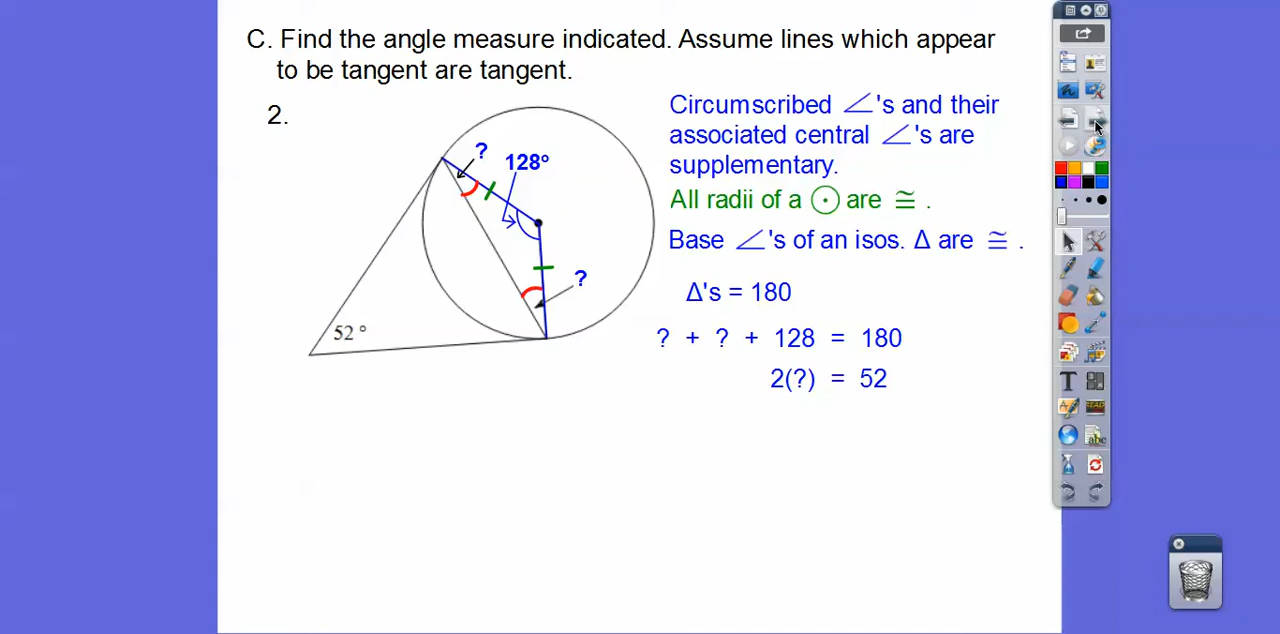 C. Find the angle measure indicated. Assume lines which appear
to be tangent are tangent.
2.
?
128°
?
52 °
Circumscribed ∠'s and their
associated central ∠'s are
supplementary.
All radii of a ⊙ are ≅ .
Base ∠'s of an isos. Δ are ≅ .
Δ's = 180
? + ? + 128 = 180
2(?) = 52